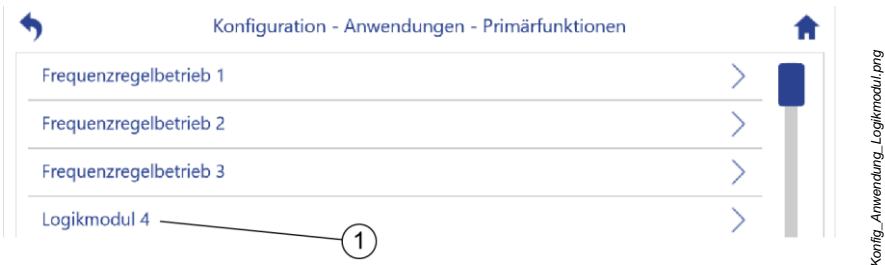 Konfiguration - Anwendungen - Primärfunktionen
Frequenzregelbetrieb 1
Frequenzregelbetrieb 2
Frequenzregelbetrieb 3
Logikmodul 4
1
Konfig_Anwendung_Logikmodul.png